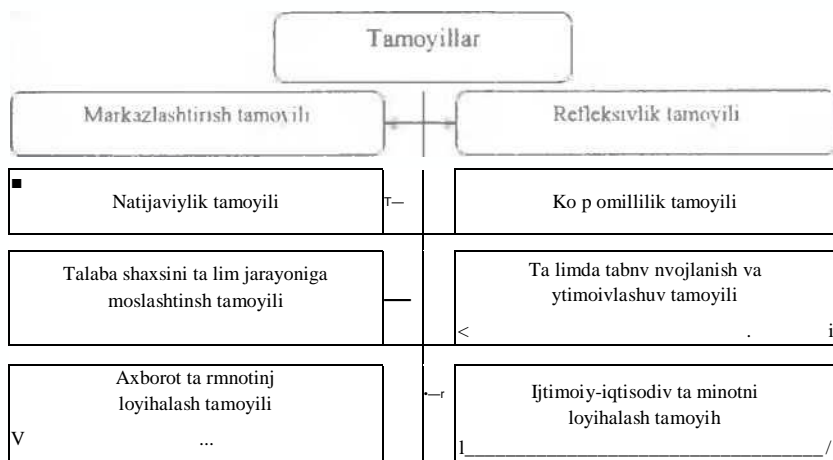 Tamoyillar
Markazlashtirish tamoyili
Refleksivlik tamoyili
■
Natijaviylik tamoyili
T—
Ko p omillilik tamoyili
Talaba shaxsini ta lim jarayoniga
moslashtinsh tamoyili
Ta limda tabnv nvojlanish va
ytimoivlashuv tamoyili
< . i
Axborot ta rmnotinj
loyihalash tamoyili
V ...
•—r
Ijtimoiy-iqtisodiv ta minotni
loyihalash tamoyih
l /